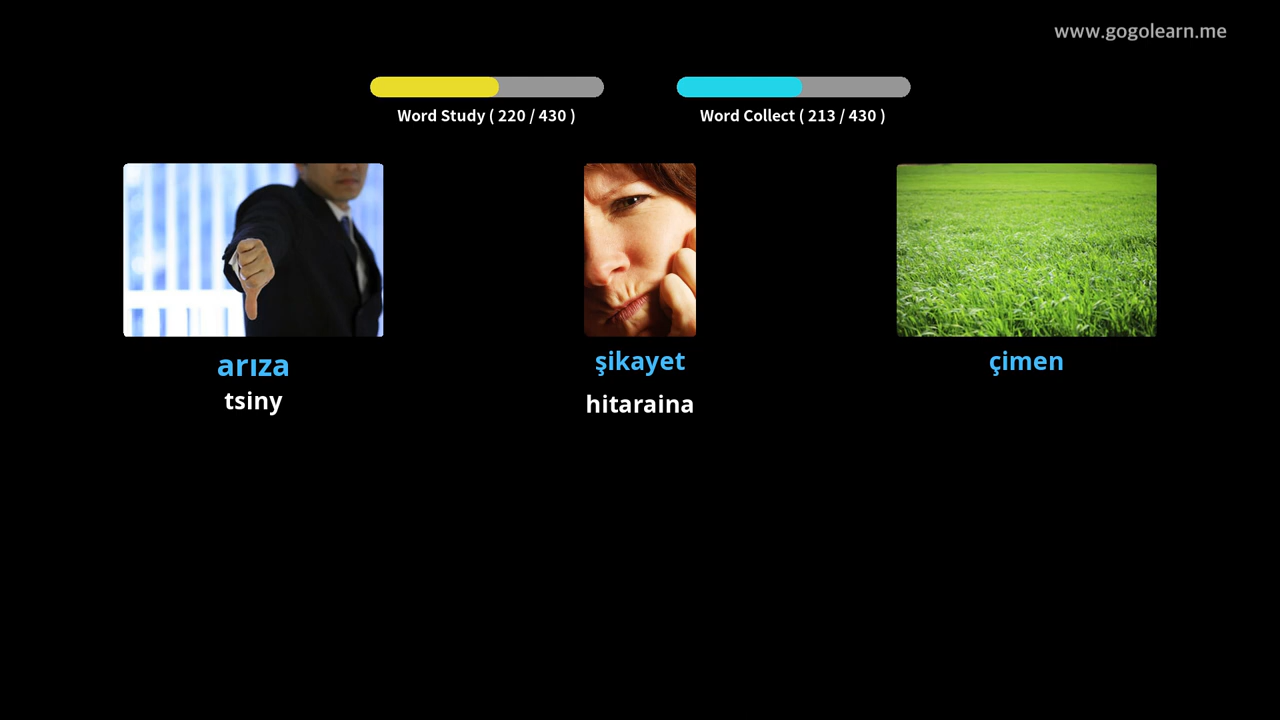 www.gogolearn.me
Word Study ( 220 / 430 )
Word Collect ( 213 / 430 )
arıza
şikayet
çimen
tsiny
hitaraina